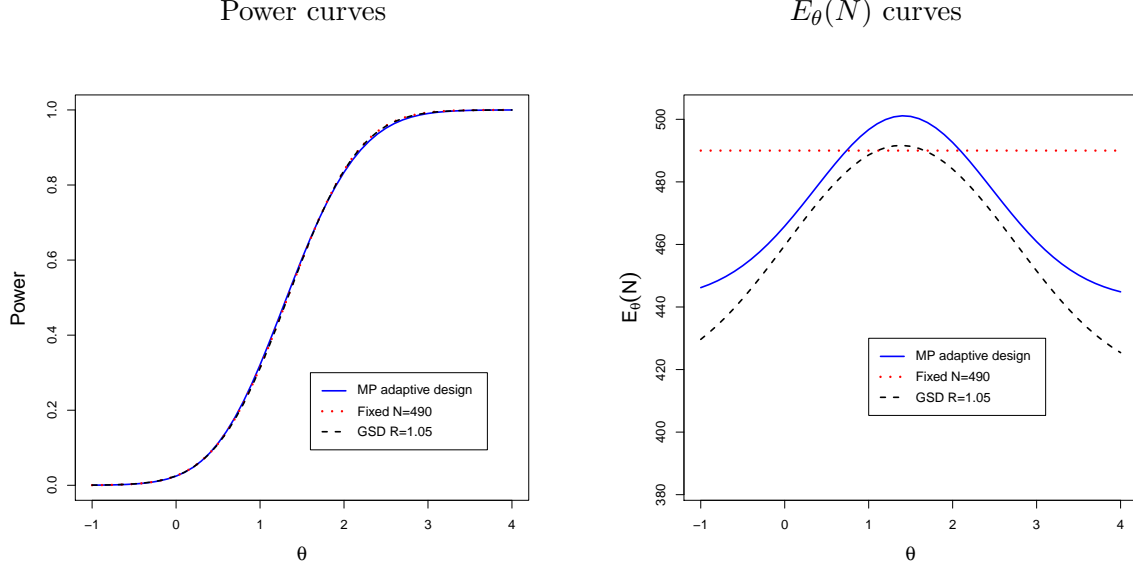 Power curves
E_θ(N) curves
Power
1.0
0.8
0.6
0.4
0.2
0.0
−1
0
1
2
3
4
θ
MP adaptive design
Fixed N=490
GSD R=1.05
E_θ(N)
500
480
460
440
420
400
380
−1
0
1
2
3
4
θ
MP adaptive design
Fixed N=490
GSD R=1.05